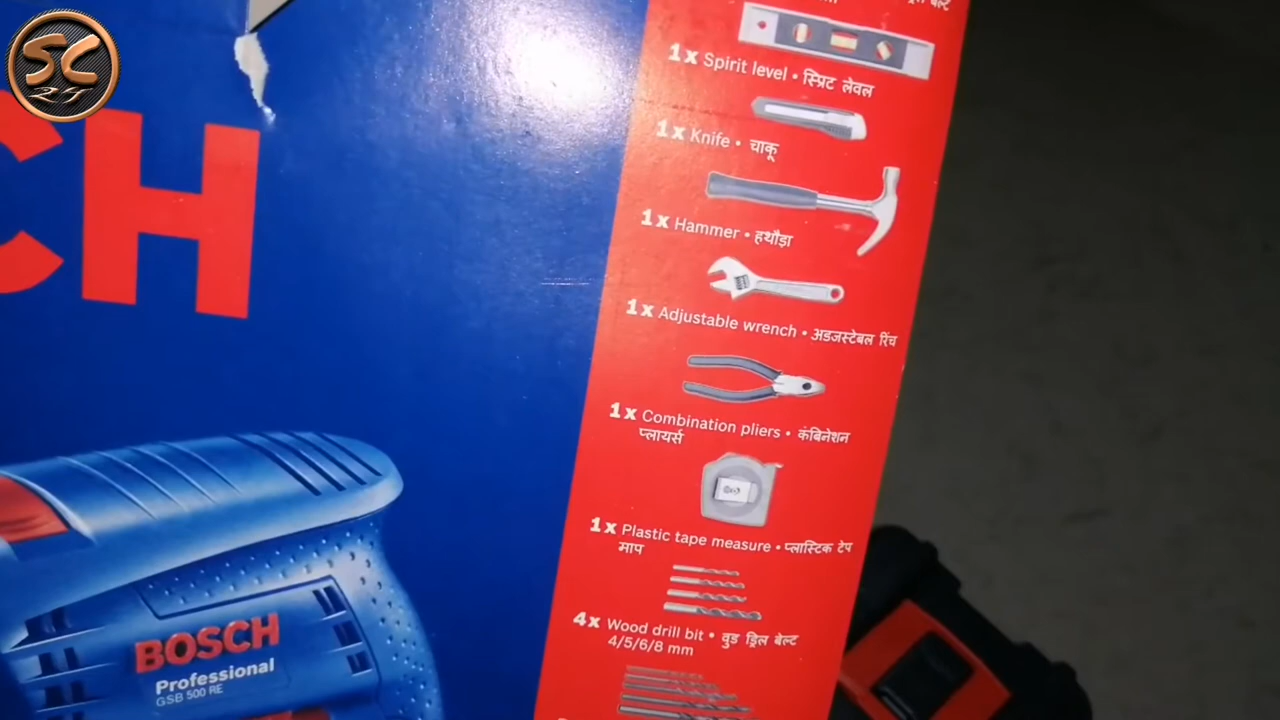 SC
24
CH
1x Spirit level • स्पिरिट लेवल
1x Knife • चाकू
1x Hammer • हथौड़ा
1x Adjustable wrench • अडजस्टेबल रिंच
1x Combination pliers • कंबिनेशन
प्लायर्स
1x Plastic tape measure • प्लास्टिक टेप
माप
4x Wood drill bit • वुड ड्रिल बेल्ट
4/5/6/8 mm
BOSCH
Professional
GSB 500 RE